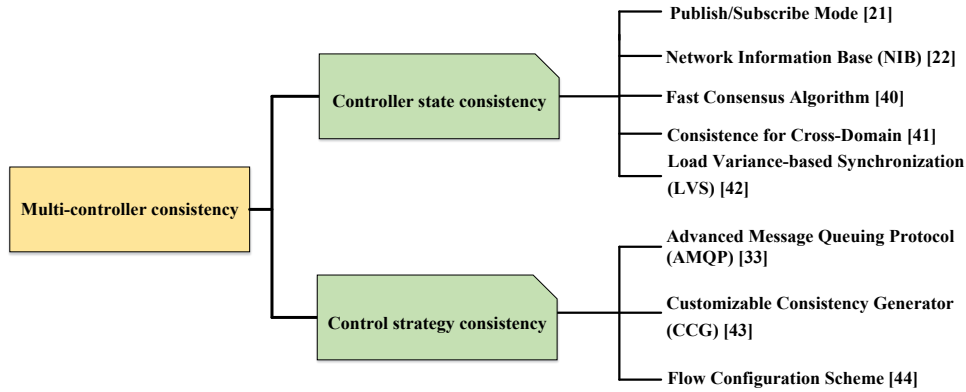 Publish/Subscribe Mode [21]
Network Information Base (NIB) [22]
Controller state consistency
Fast Consensus Algorithm [40]
Consistence for Cross-Domain [41]
Load Variance-based Synchronization
(LVS) [42]
Multi-controller consistency
Advanced Message Queuing Protocol
(AMQP) [33]
Control strategy consistency
Customizable Consistency Generator
(CCG) [43]
Flow Configuration Scheme [44]